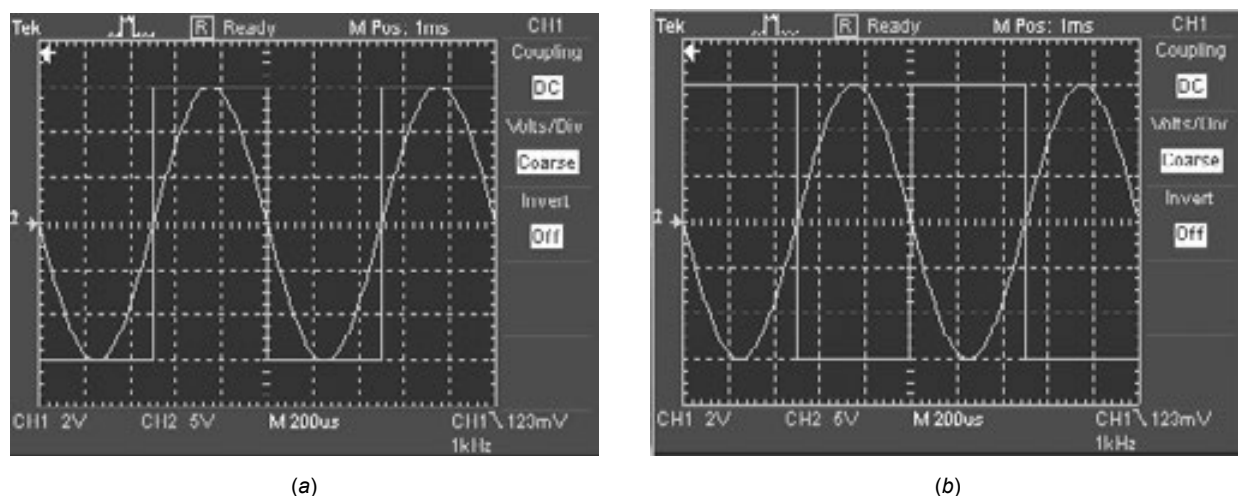 Tek R Ready M Pos: 1ms CH1
Coupling
DC
Volts/Div
Coarse
Invert
Off
CH1 2V CH2 5V M 200us CH1 123mV
1kHz
(a)
Tek R Ready M Pos: 1ms CH1
Coupling
DC
Volts/Div
Coarse
Invert
Off
CH1 2V CH2 5V M 200us CH1 123mV
1kHz
(b)